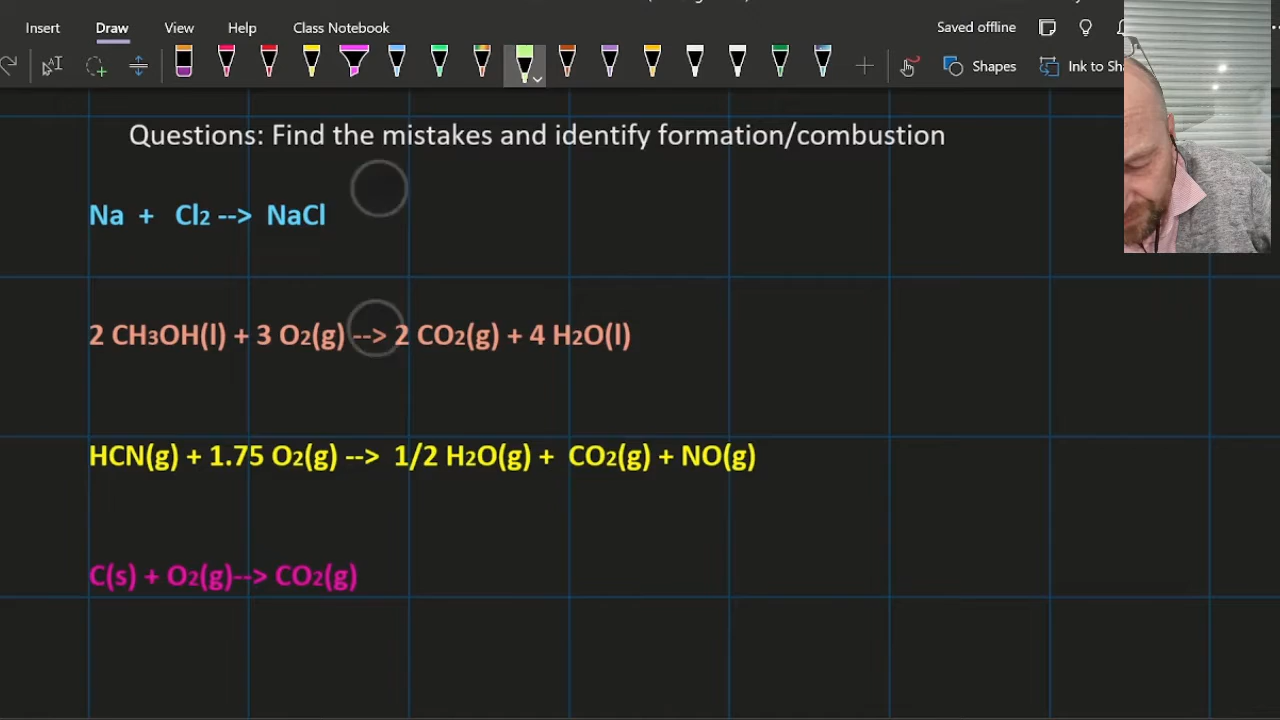 Insert Draw View Help Class Notebook Saved offline
Shapes Ink to Sha
Questions: Find the mistakes and identify formation/combustion
Na + Cl2 --> NaCl
2 CH3OH(l) + 3 O2(g) --> 2 CO2(g) + 4 H2O(l)
HCN(g) + 1.75 O2(g) --> 1/2 H2O(g) + CO2(g) + NO(g)
C(s) + O2(g)--> CO2(g)